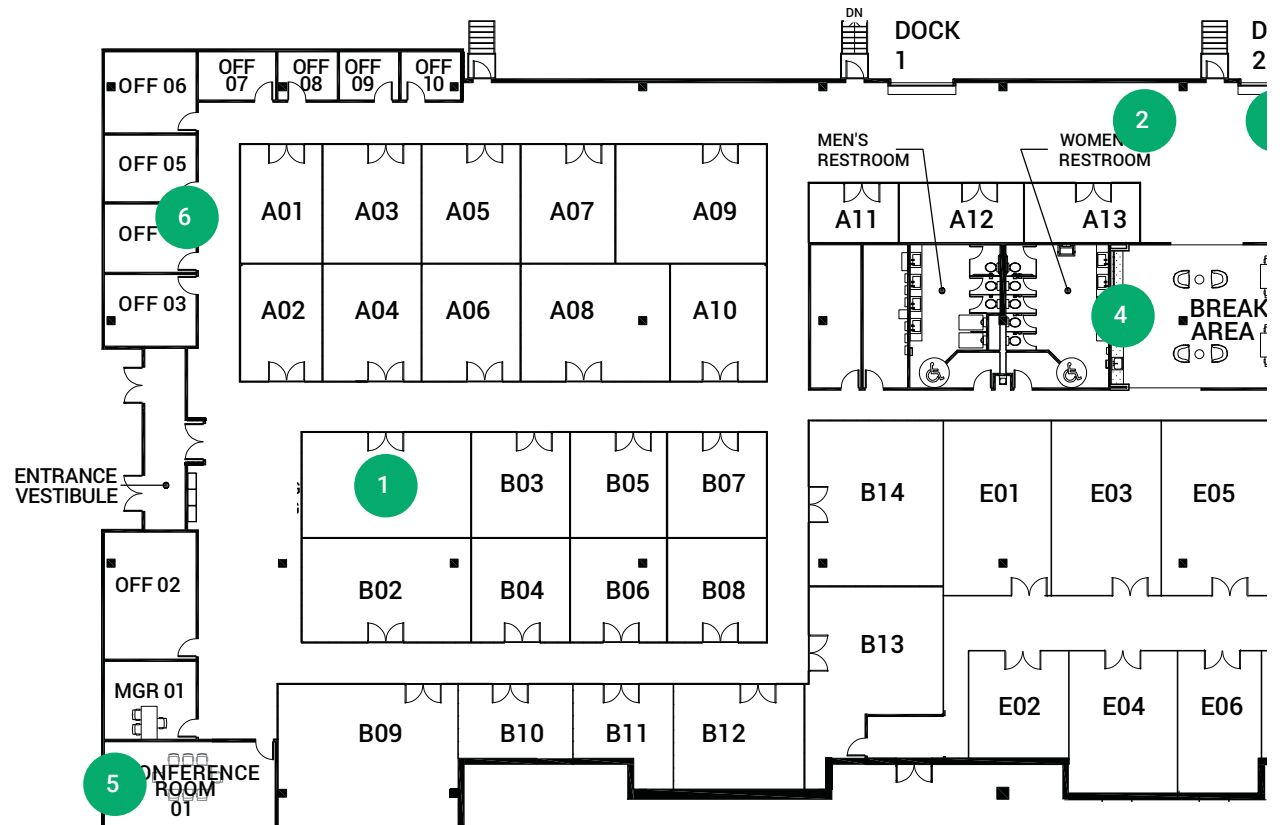 DN
DOCK
1
D
2
OFF 06
OFF
07
OFF
08
OFF
09
OFF
10
2
MEN'S
RESTROOM
WOMEN
RESTROOM
OFF 05
6
OFF
A01
A03
A05
A07
A09
A11
A12
A13
OFF 03
A02
A04
A06
A08
A10
4
BREAK
AREA
ENTRANCE
VESTIBULE
1
B03
B05
B07
B14
E01
E03
E05
OFF 02
B02
B04
B06
B08
B13
MGR 01
B09
B10
B11
B12
E02
E04
E06
5
ONFERENCE
ROOM
01